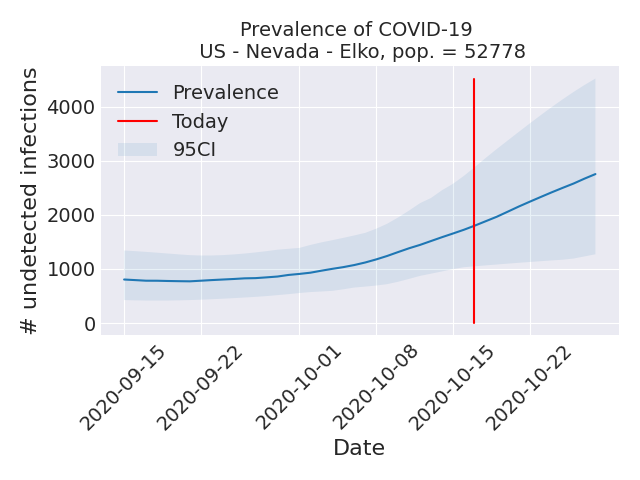 Prevalence of COVID-19
US - Nevada - Elko, pop. = 52778
# undetected infections
4000
3000
2000
1000
0
Prevalence
Today
95CI
2020-09-15
2020-09-22
2020-10-01
2020-10-08
2020-10-15
2020-10-22
Date